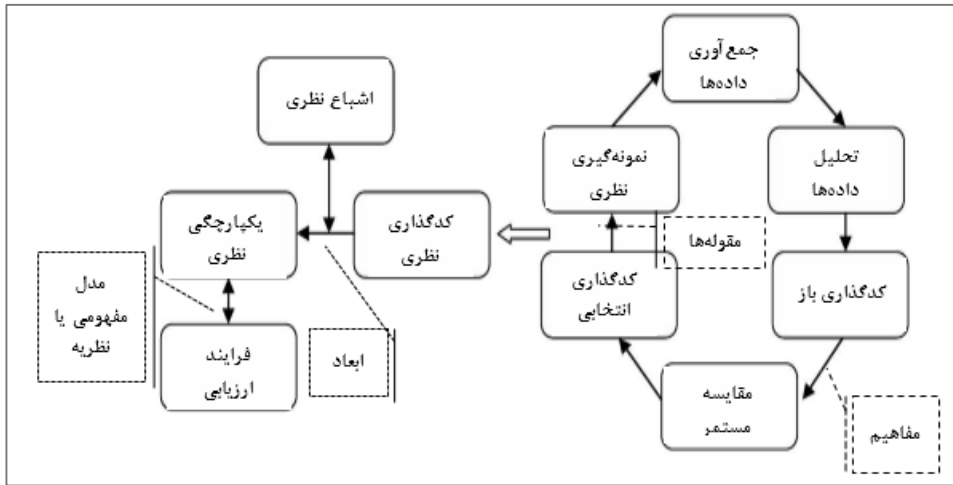 جمع‌آوری
داده‌ها
تحلیل
داده‌ها
کدگذاری باز
مفاهیم
مقایسه
مستمر
کدگذاری
انتخابی
مقوله‌ها
نمونه‌گیری
نظری
کدگذاری
نظری
ابعاد
اشباع نظری
یکپارچگی
نظری
فرایند
ارزیابی
مدل
مفهومی یا
نظریه